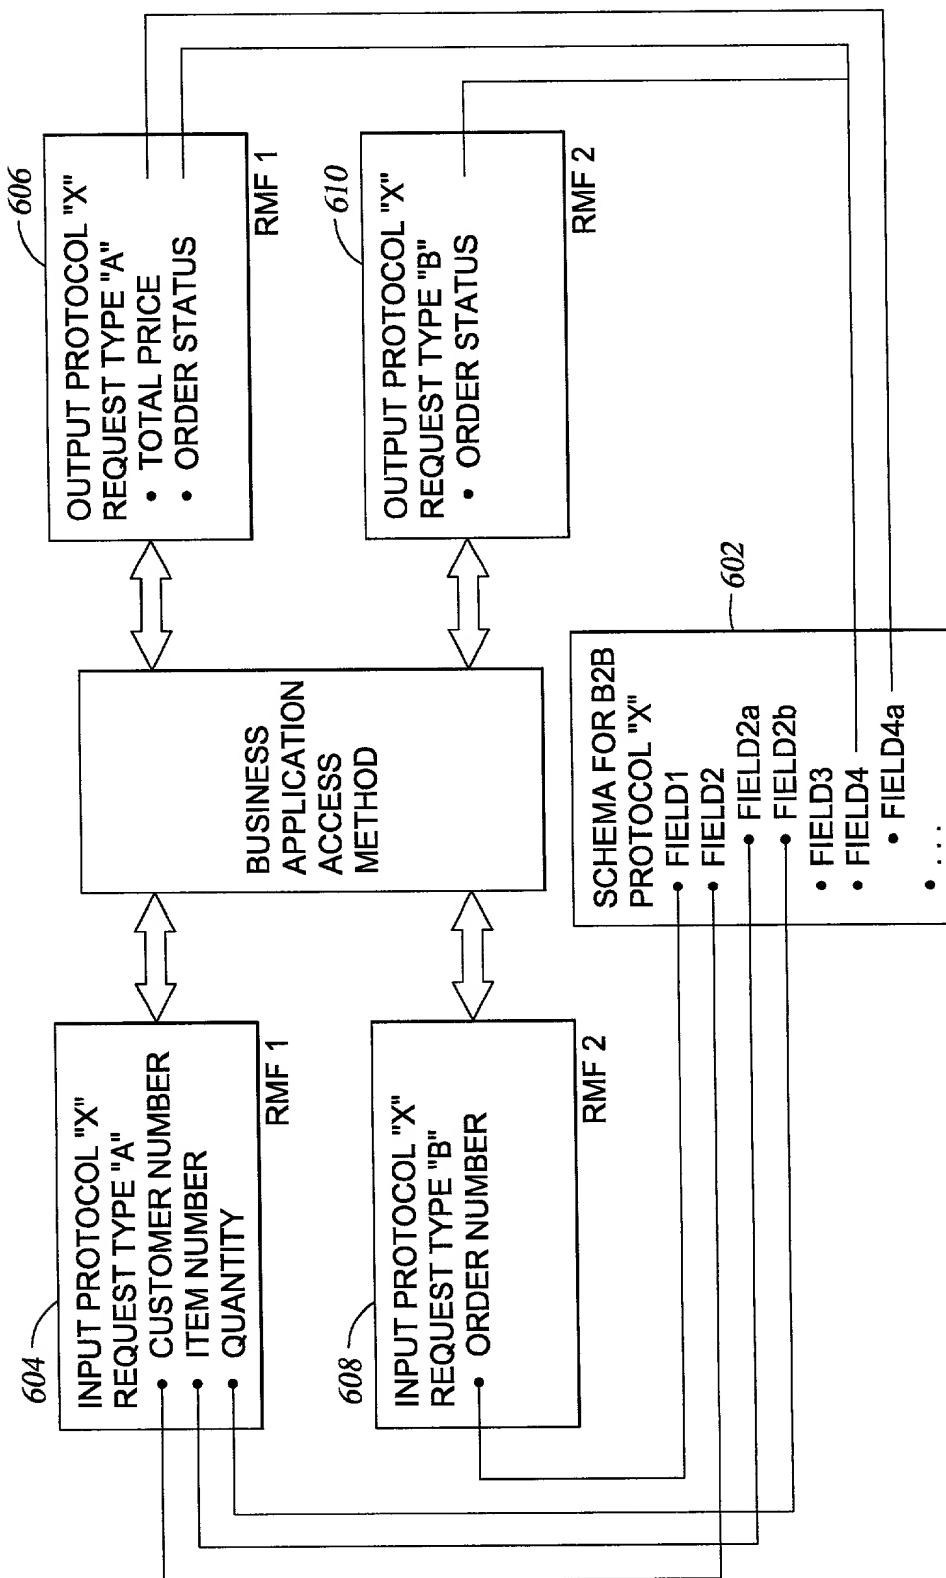 604
INPUT PROTOCOL "X"
REQUEST TYPE "A"
• CUSTOMER NUMBER
• ITEM NUMBER
• QUANTITY
RMF 1
BUSINESS
APPLICATION
ACCESS
METHOD
606
OUTPUT PROTOCOL "X"
REQUEST TYPE "A"
• TOTAL PRICE
• ORDER STATUS
RMF 1
608
INPUT PROTOCOL "X"
REQUEST TYPE "B"
• ORDER NUMBER
RMF 2
610
OUTPUT PROTOCOL "X"
REQUEST TYPE "B"
• ORDER STATUS
RMF 2
602
SCHEMA FOR B2B
PROTOCOL "X"
• FIELD1
• FIELD2
• FIELD2a
• FIELD2b
• FIELD3
• FIELD4
• FIELD4a
• . . .